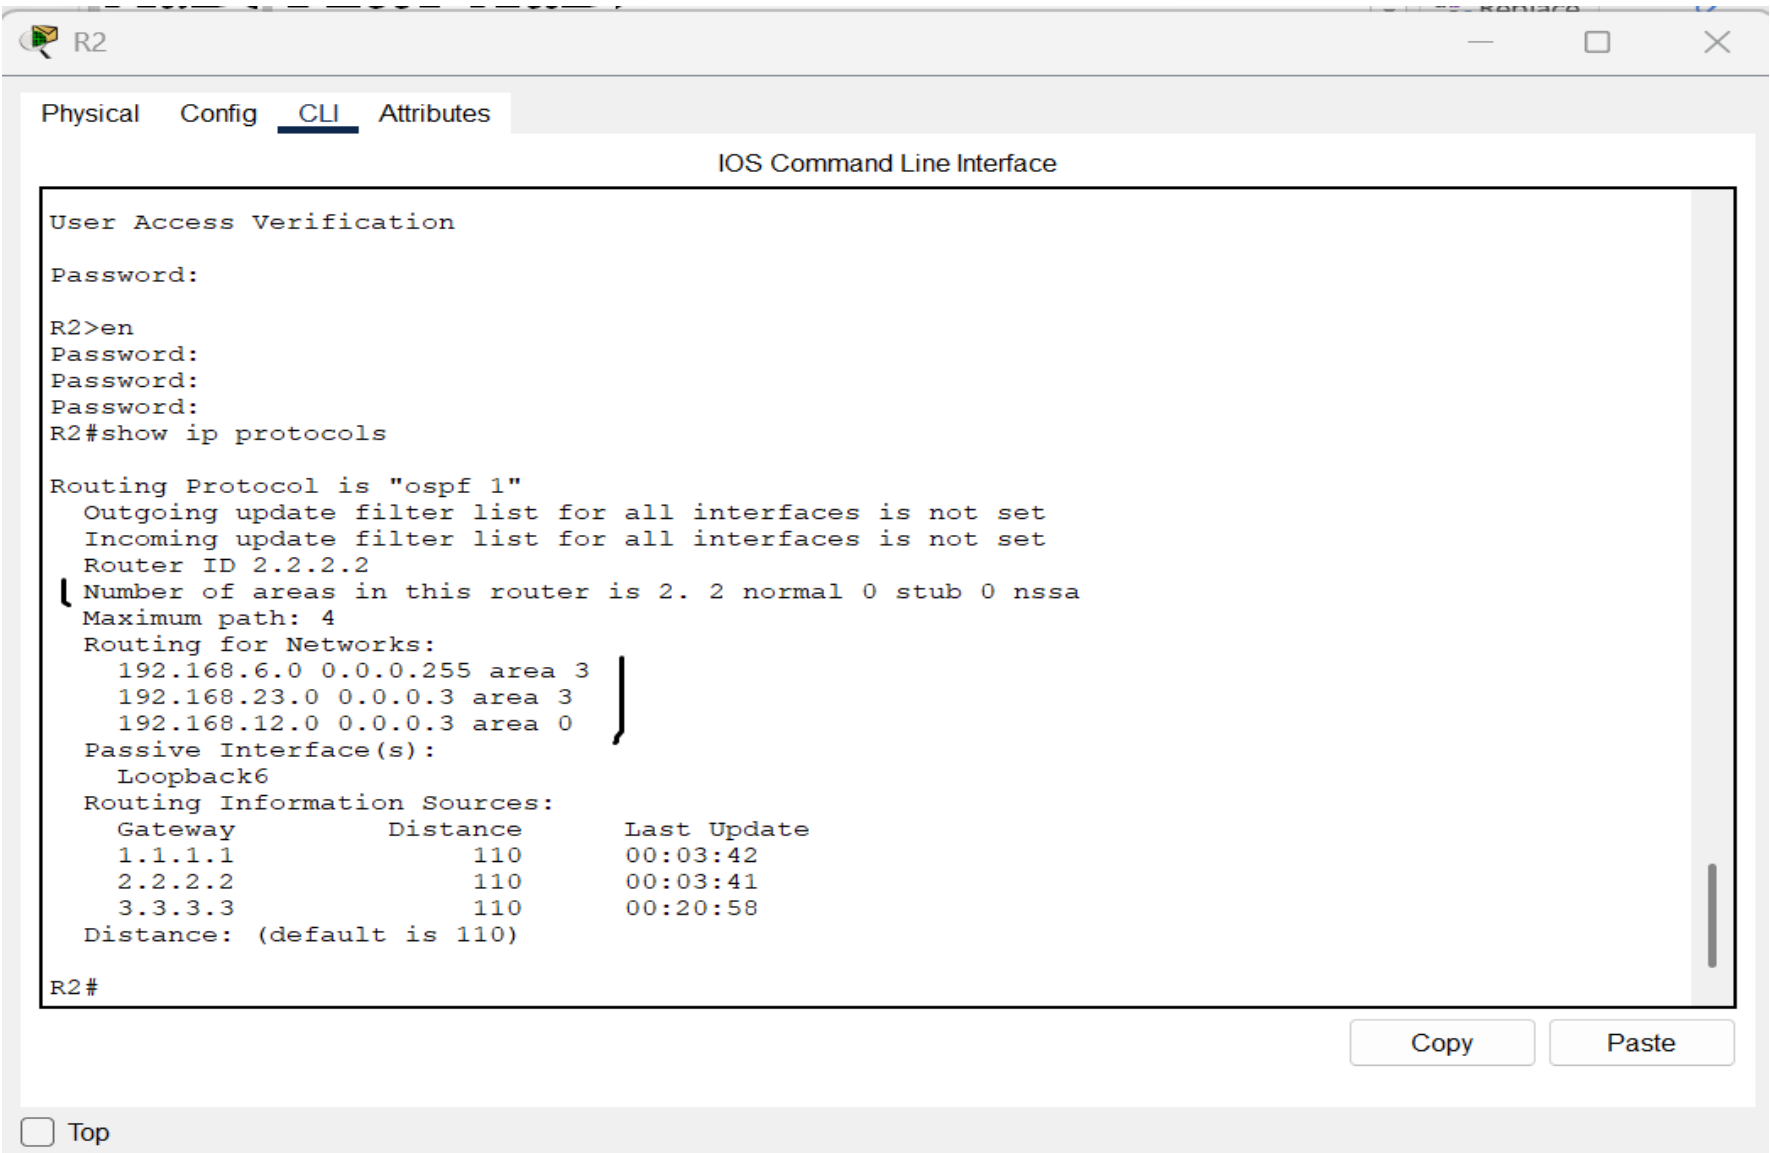 Replace
R2
Physical Config CLI Attributes
IOS Command Line Interface
User Access Verification
Password:
R2>en
Password:
Password:
Password:
R2#show ip protocols
Routing Protocol is "ospf 1"
Outgoing update filter list for all interfaces is not set
Incoming update filter list for all interfaces is not set
Router ID 2.2.2.2
Number of areas in this router is 2. 2 normal 0 stub 0 nssa
Maximum path: 4
Routing for Networks:
192.168.6.0 0.0.0.255 area 3
192.168.23.0 0.0.0.3 area 3
192.168.12.0 0.0.0.3 area 0
Passive Interface(s):
Loopback6
Routing Information Sources:
Gateway Distance Last Update
1.1.1.1 110 00:03:42
2.2.2.2 110 00:03:41
3.3.3.3 110 00:20:58
Distance: (default is 110)
R2#
Copy Paste
Top